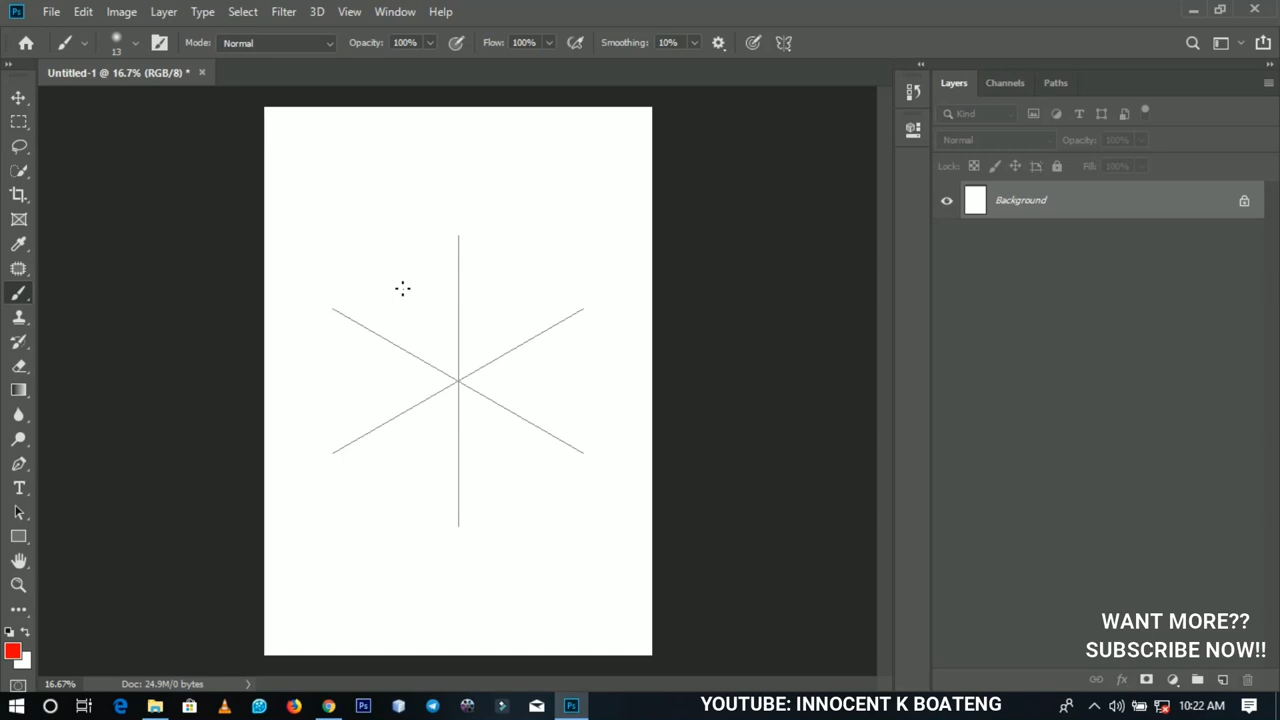 Ps File Edit Image Layer Type Select Filter 3D View Window Help
13 Mode: Normal Opacity: 100% Flow: 100% Smoothing: 10%
Untitled-1 @ 16.7% (RGB/8) * ×
Layers Channels Paths
Kind
Normal Opacity: 100%
Lock: Fill: 100%
Background
WANT MORE??
SUBSCRIBE NOW!!
16.67% Doc: 24.9M/0 bytes
YOUTUBE: INNOCENT K BOATENG
10:22 AM